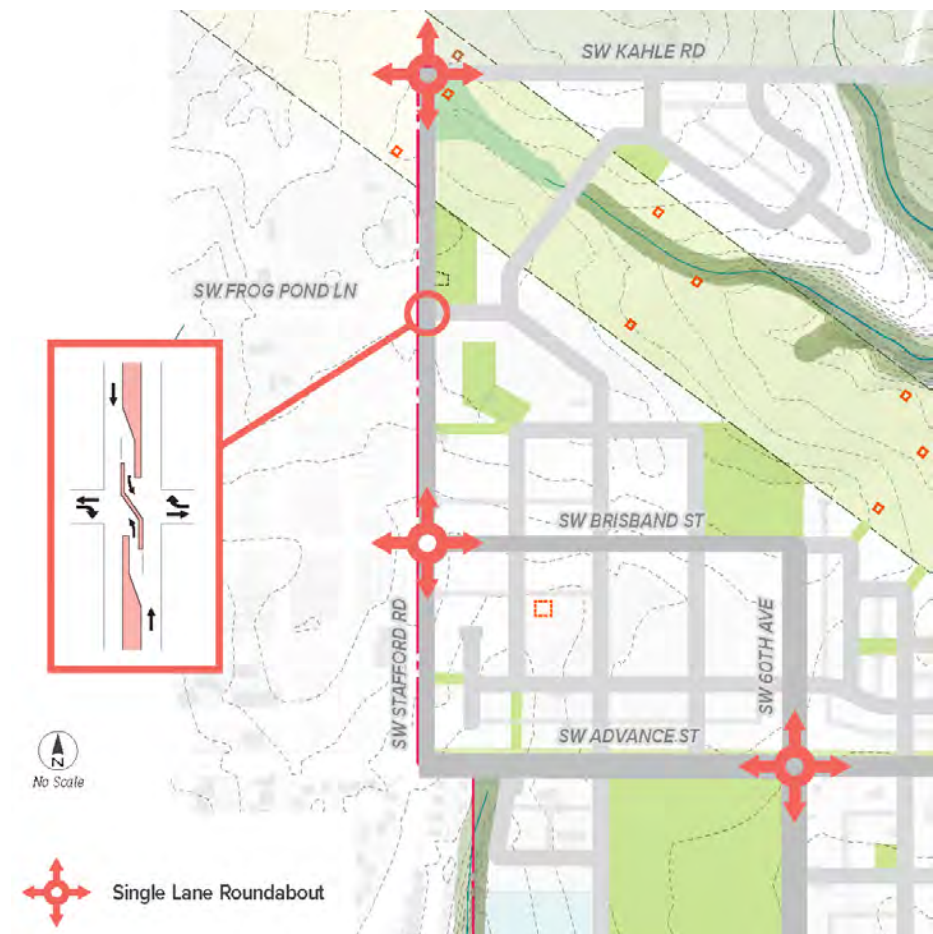 SW KAHLE RD
SW FROG POND LN
SW BRISBAND ST
SW STAFFORD RD
SW 60TH AVE
SW ADVANCE ST
N
No Scale
Single Lane Roundabout